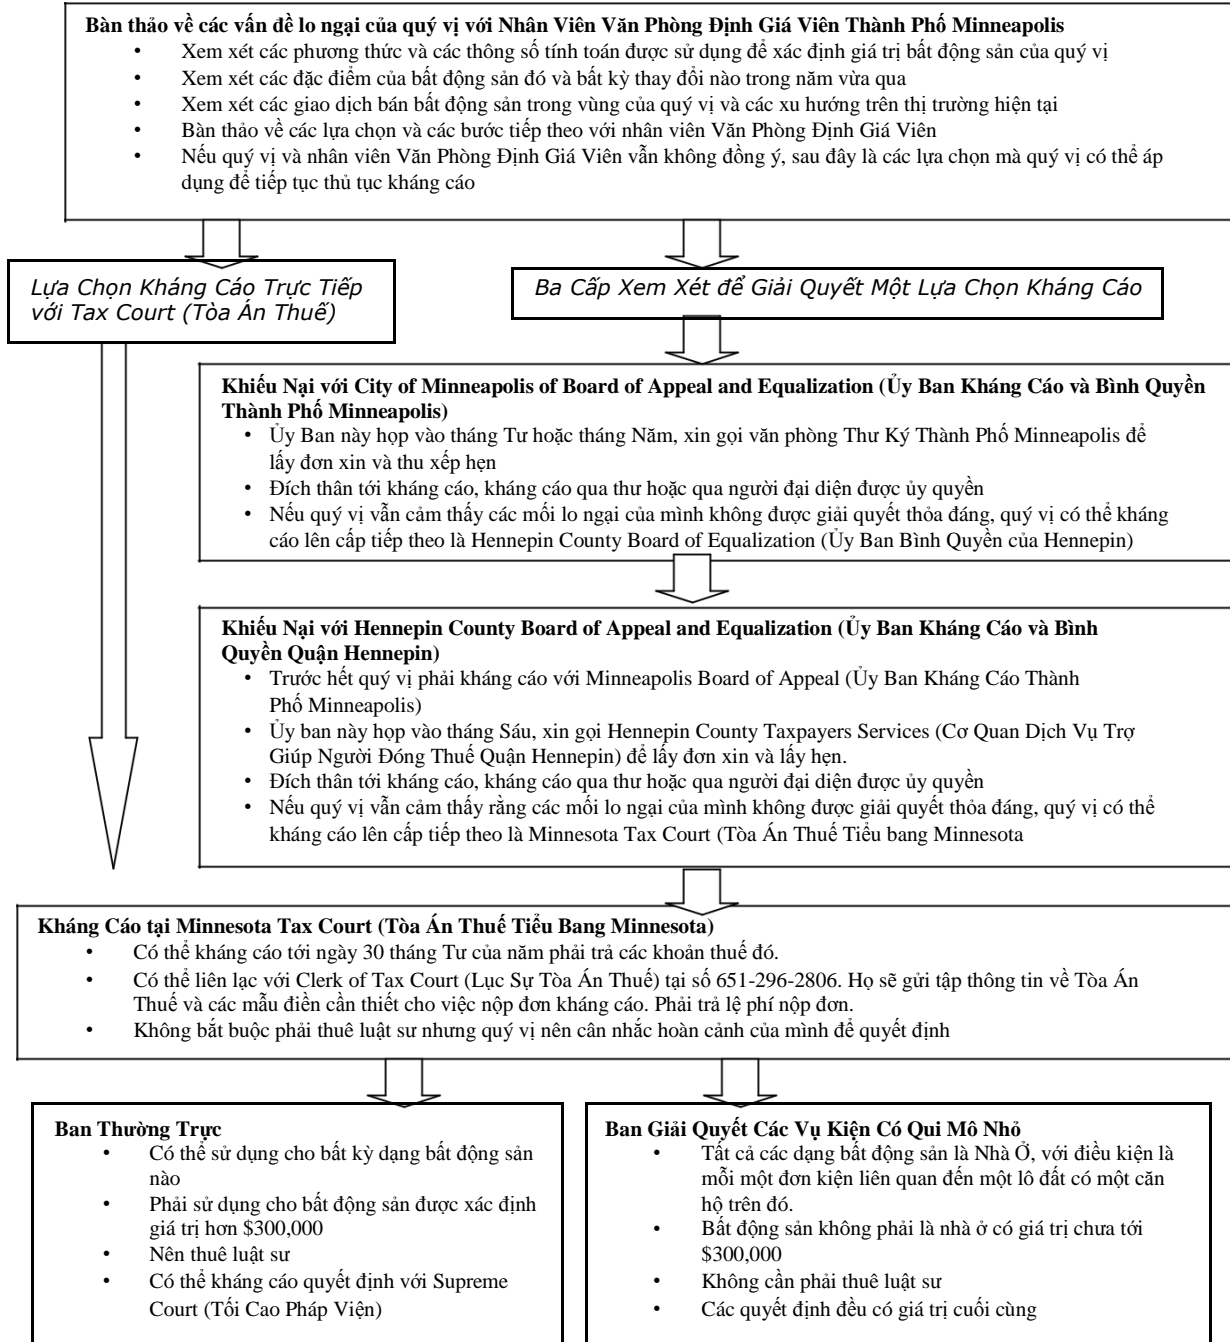 Bàn thảo về các vấn đề lo ngại của quý vị với Nhân Viên Văn Phòng Định Giá Viên Thành Phố Minneapolis
• Xem xét các phương thức và các thông số tính toán được sử dụng để xác định giá trị bất động sản của quý vị
• Xem xét các đặc điểm của bất động sản đó và bất kỳ thay đổi nào trong năm vừa qua
• Xem xét các giao dịch bán bất động sản trong vùng của quý vị và các xu hướng trên thị trường hiện tại
• Bàn thảo về các lựa chọn và các bước tiếp theo với nhân viên Văn Phòng Định Giá Viên
• Nếu quý vị và nhân viên Văn Phòng Định Giá Viên vẫn không đồng ý, sau đây là các lựa chọn mà quý vị có thể áp
dụng để tiếp tục thủ tục kháng cáo
Lựa Chọn Kháng Cáo Trực Tiếp
với Tax Court (Tòa Án Thuế)
Ba Cấp Xem Xét để Giải Quyết Một Lựa Chọn Kháng Cáo
Khiếu Nại với City of Minneapolis of Board of Appeal and Equalization (Ủy Ban Kháng Cáo và Bình Quyền
Thành Phố Minneapolis)
• Ủy Ban này họp vào tháng Tư hoặc tháng Năm, xin gọi văn phòng Thư Ký Thành Phố Minneapolis để
lấy đơn xin và thu xếp hẹn
• Đích thân tới kháng cáo, kháng cáo qua thư hoặc qua người đại diện được ủy quyền
• Nếu quý vị vẫn cảm thấy các mối lo ngại của mình không được giải quyết thỏa đáng, quý vị có thể kháng
cáo lên cấp tiếp theo là Hennepin County Board of Equalization (Ủy Ban Bình Quyền của Hennepin)
Khiếu Nại với Hennepin County Board of Appeal and Equalization (Ủy Ban Kháng Cáo và Bình
Quyền Quận Hennepin)
• Trước hết quý vị phải kháng cáo với Minneapolis Board of Appeal (Ủy Ban Kháng Cáo Thành
Phố Minneapolis)
• Ủy ban này họp vào tháng Sáu, xin gọi Hennepin County Taxpayers Services (Cơ Quan Dịch Vụ Trợ
Giúp Người Đóng Thuế Quận Hennepin) để lấy đơn xin và lấy hẹn.
• Đích thân tới kháng cáo, kháng cáo qua thư hoặc qua người đại diện được ủy quyền
• Nếu quý vị vẫn cảm thấy rằng các mối lo ngại của mình không được giải quyết thỏa đáng, quý vị có thể
kháng cáo lên cấp tiếp theo là Minnesota Tax Court (Tòa Án Thuế Tiểu bang Minnesota
Kháng Cáo tại Minnesota Tax Court (Tòa Án Thuế Tiểu Bang Minnesota)
• Có thể kháng cáo tới ngày 30 tháng Tư của năm phải trả các khoản thuế đó.
• Có thể liên lạc với Clerk of Tax Court (Lục Sự Tòa Án Thuế) tại số 651-296-2806. Họ sẽ gửi tập thông tin về Tòa Án
Thuế và các mẫu điền cần thiết cho việc nộp đơn kháng cáo. Phải trả lệ phí nộp đơn.
• Không bắt buộc phải thuê luật sư nhưng quý vị nên cân nhắc hoàn cảnh của mình để quyết định
Ban Thường Trực
• Có thể sử dụng cho bất kỳ dạng bất động sản
nào
• Phải sử dụng cho bất động sản được xác định
giá trị hơn $300,000
• Nên thuê luật sư
• Có thể kháng cáo quyết định với Supreme
Court (Tối Cao Pháp Viện)
Ban Giải Quyết Các Vụ Kiện Có Qui Mô Nhỏ
• Tất cả các dạng bất động sản là Nhà Ở, với điều kiện là
mỗi một đơn kiện liên quan đến một lô đất có một căn
hộ trên đó.
• Bất động sản không phải là nhà ở có giá trị chưa tới
$300,000
• Không cần phải thuê luật sư
• Các quyết định đều có giá trị cuối cùng